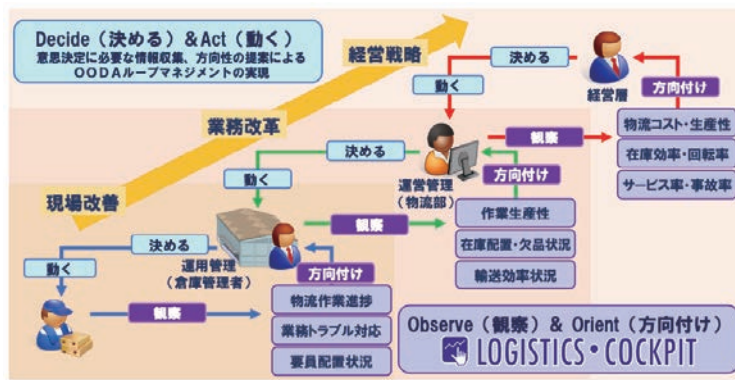 Decide(決める)&Act(動く)
意思決定に必要な情報収集、方向性の提案による
OODAループマネジメントの実現
経営戦略
決める
動く
経営層
方向付け
業務改革
観察
物流コスト・生産性
在庫効率・回転率
サービス率・事故率
決める
動く
運営管理
(物流部)
方向付け
現場改善
観察
作業生産性
在庫配置・欠品状況
輸送効率状況
決める
動く
運用管理
(倉庫管理者)
方向付け
観察
物流作業進捗
業務トラブル対応
要員配置状況
Observe(観察)& Orient(方向付け)
LOGISTICS・COCKPIT